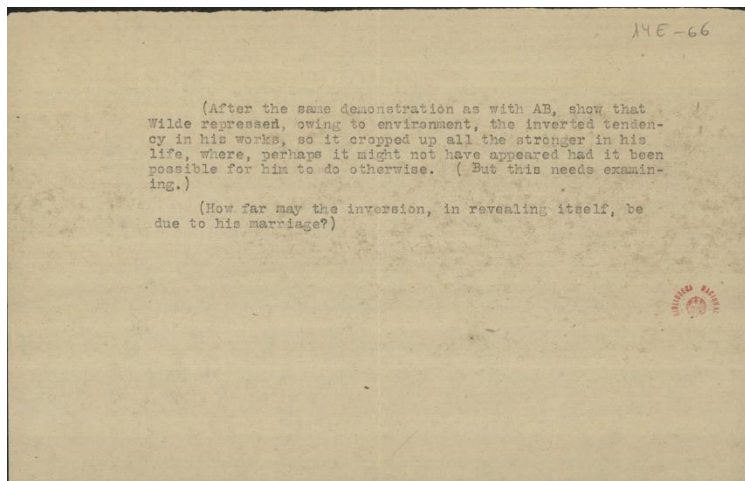 14E-66
(After the same demonstration as with AB, show that
Wilde repressed, owing to environment, the inverted tenden-
cy in his works, so it cropped up all the stronger in his
life, where, perhaps it might not have appeared had it been
possible for him to do otherwise. ( But this needs examin-
ing.)
(How far may the inversion, in revealing itself, be
due to his marriage?)
BIBLIOTECA NACIONAL